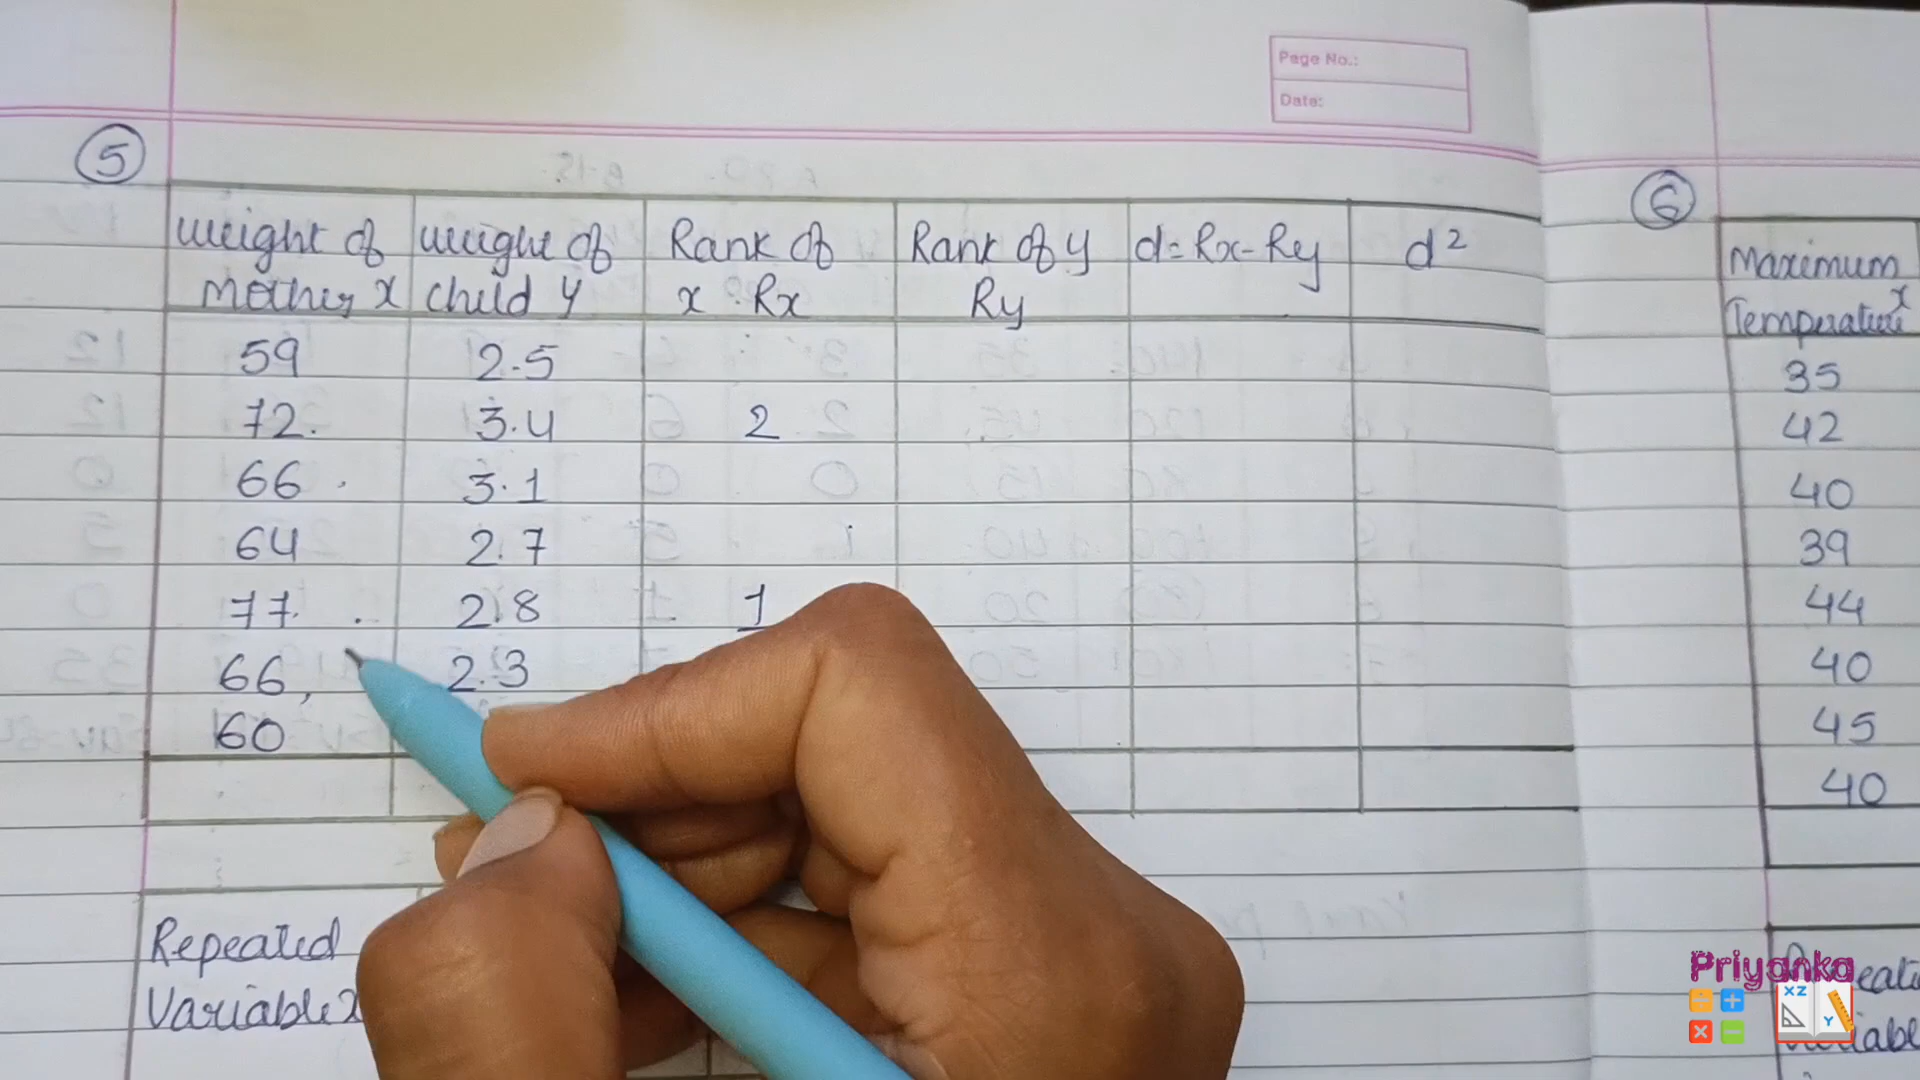 Page No.:
Date:
5
Weight of mother x | weight of child y | Rank of x Rx | Rank of y Ry | d = Rx - Ry | d²
59 2.5
72. 3.4 2
66 . 3.1
64 2.7
77. . 2.8 1
66, 2.3
60
Repeated
Variable X
6
Maximum
Temperature x
35
42
40
39
44
40
45
40
Priyanka
XZ
Y